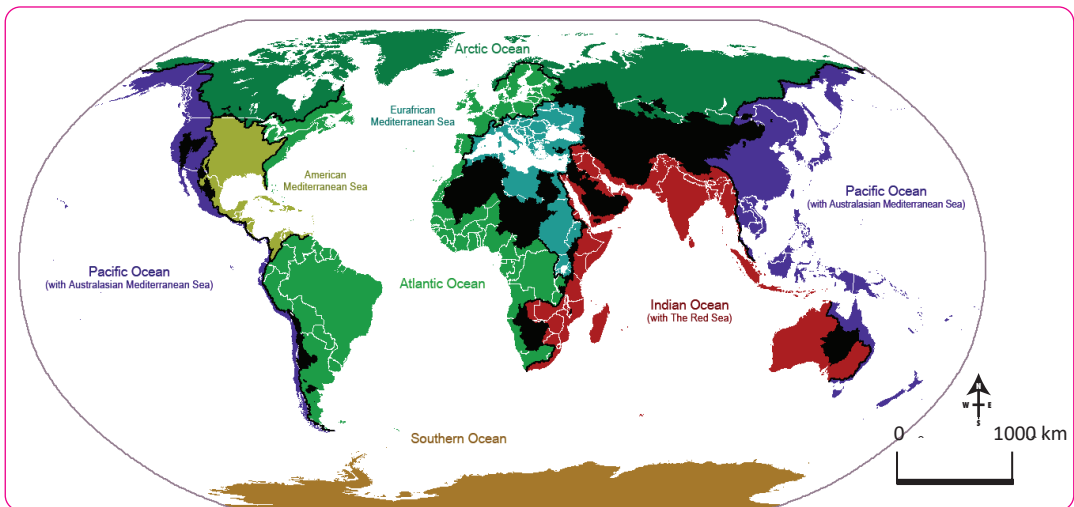 Arctic Ocean
Eurafrican
Mediterranean Sea
American
Mediterranean Sea
Pacific Ocean
(with Australasian Mediterranean Sea)
Pacific Ocean
(with Australasian Mediterranean Sea)
Atlantic Ocean
Indian Ocean
(with The Red Sea)
Southern Ocean
N
W E
S
0 1000 km